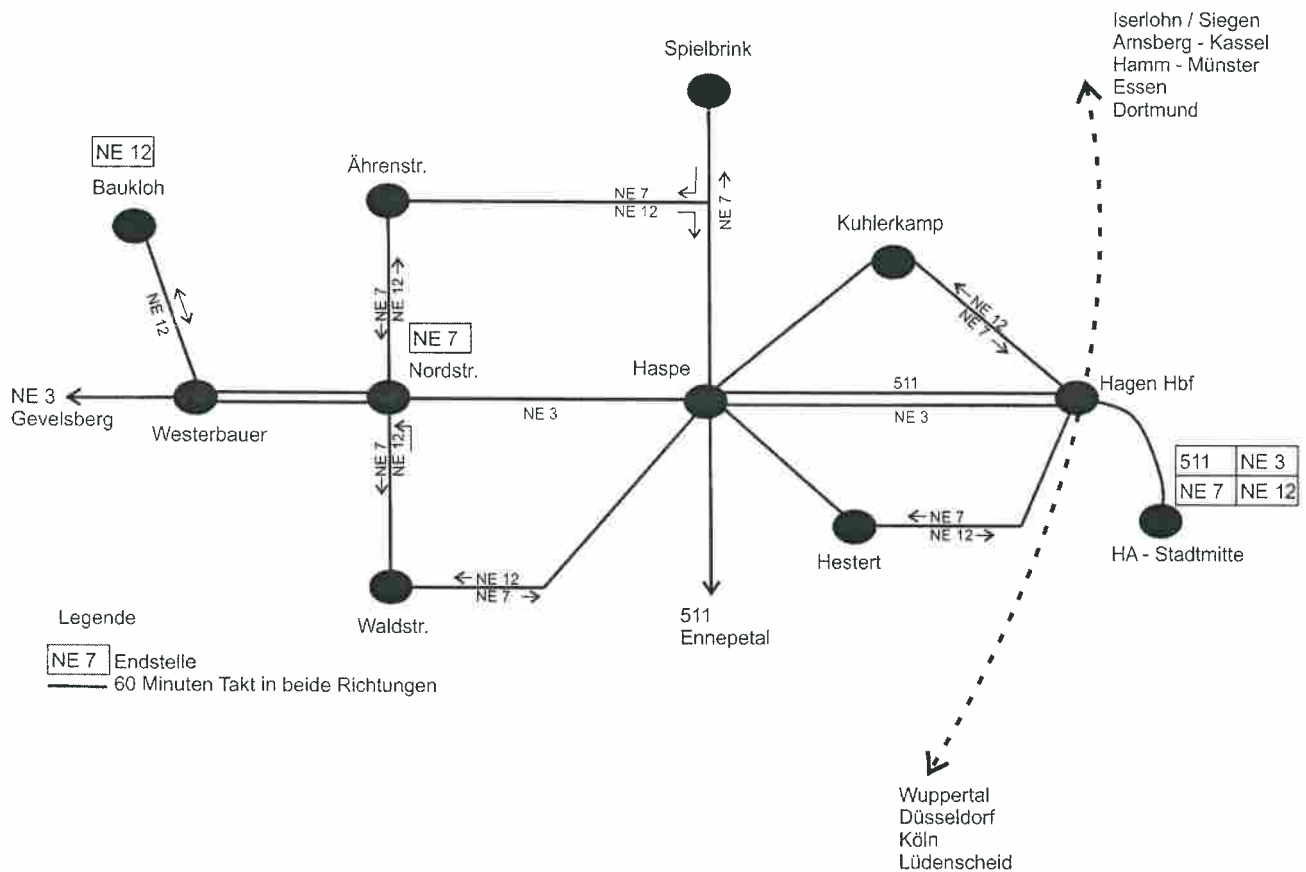 Iserlohn / Siegen
Arnsberg - Kassel
Hamm - Münster
Essen
Dortmund
Spielbrink
NE 12
Baukloh
Ährenstr.
NE 7
NE 12
NE 7
Kuhlerkamp
NE 12
NE 7
NE 12
NE 12
NE 7
NE 7
Nordstr.
Haspe
511
NE 3
Hagen Hbf
NE 3
Gevelsberg
Westerbauer
NE 3
NE 7
NE 12
511
NE 3
NE 7
NE 12
NE 7
NE 12
Hestert
HA - Stadtmitte
NE 12
NE 7
Waldstr.
511
Ennepetal
Legende
NE 7 Endstelle
60 Minuten Takt in beide Richtungen
Wuppertal
Düsseldorf
Köln
Lüdenscheid